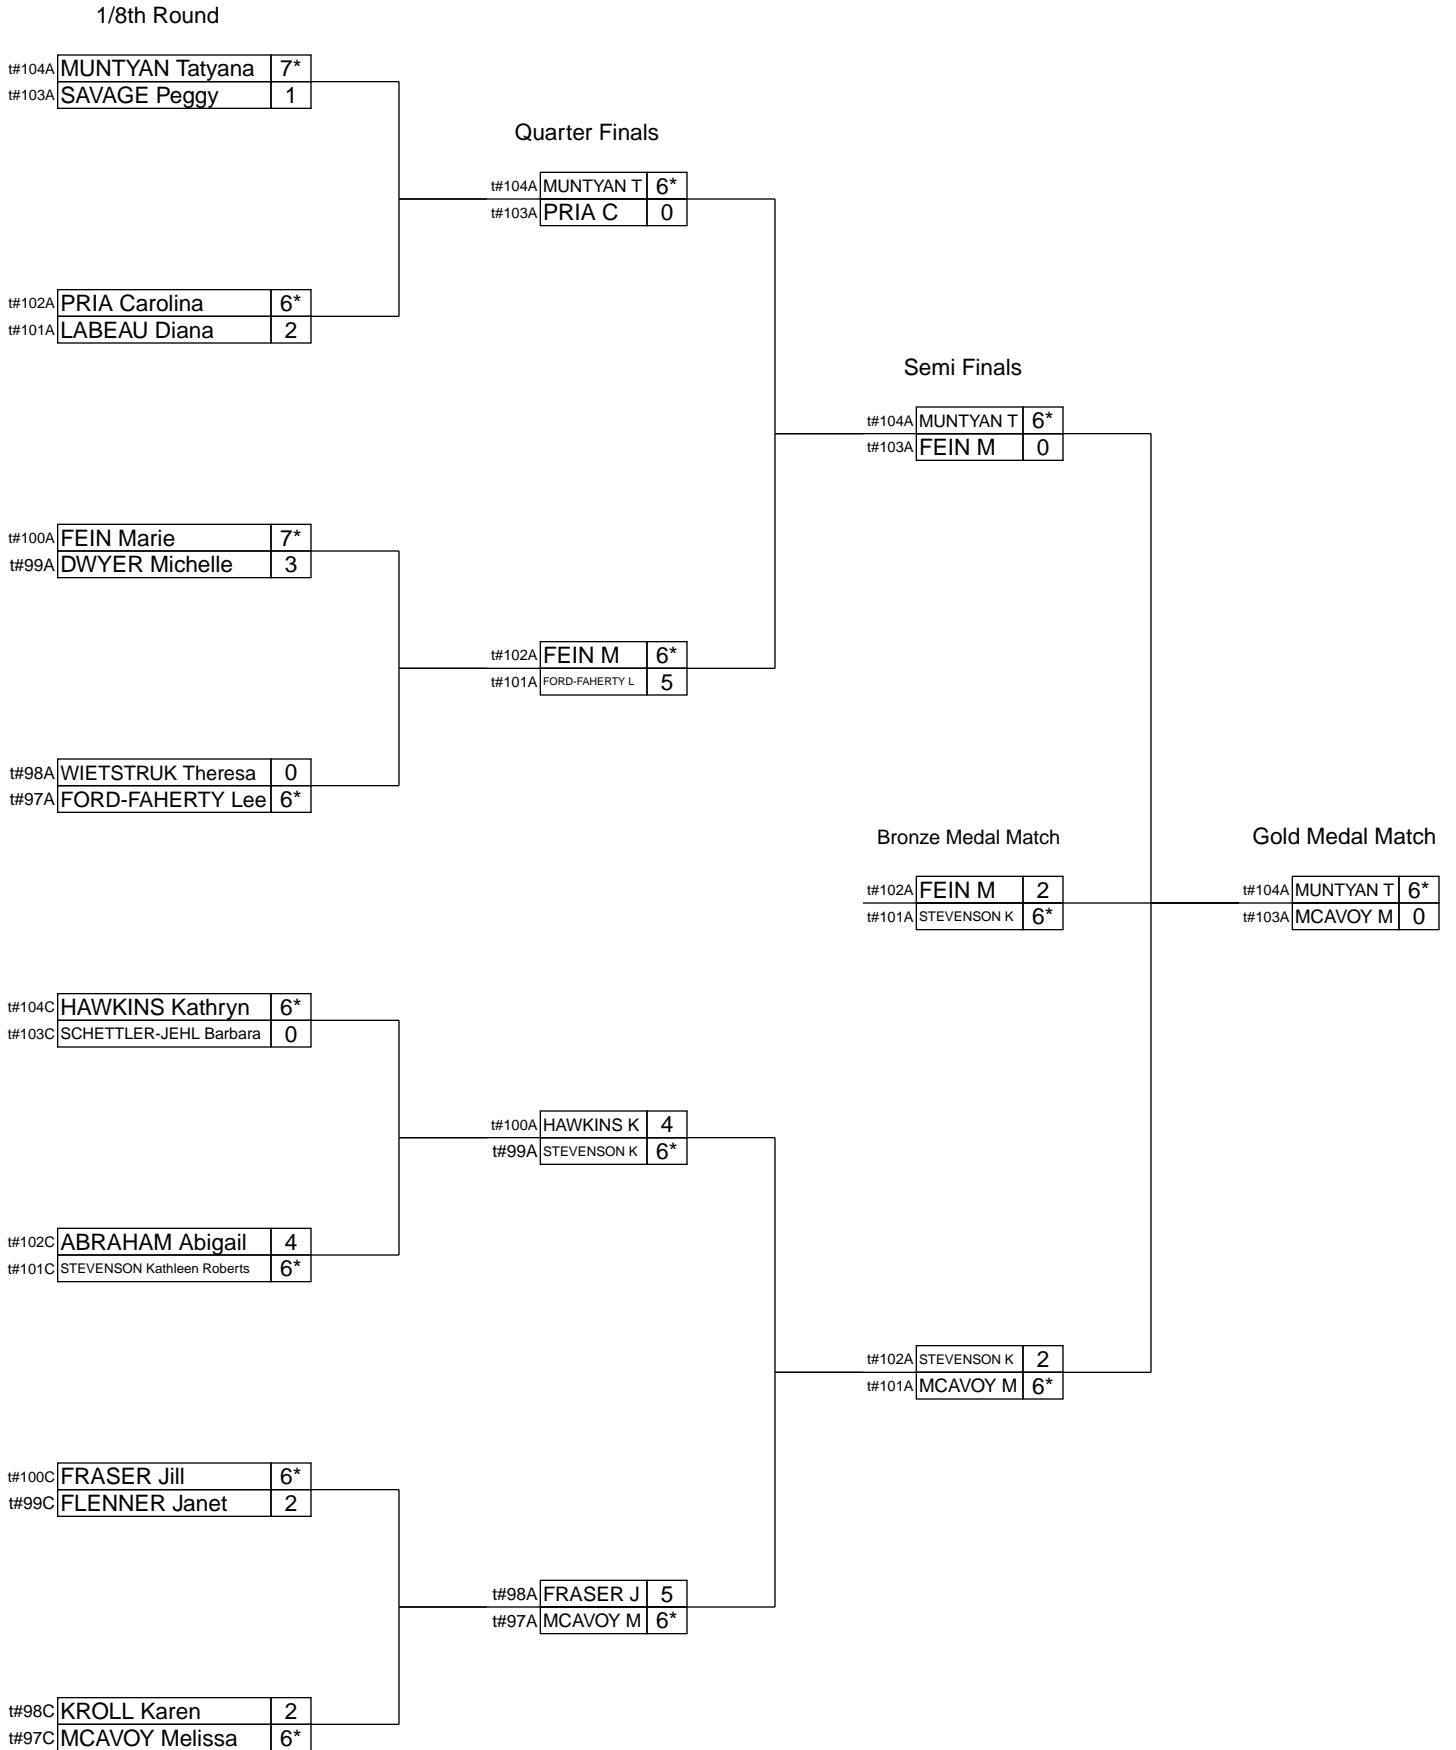 1/8th Round
t#104A MUNTYAN Tatyana 7*
t#103A SAVAGE Peggy 1
Quarter Finals
t#104A MUNTYAN T 6*
t#103A PRIA C 0
t#102A PRIA Carolina 6*
t#101A LABEAU Diana 2
Semi Finals
t#104A MUNTYAN T 6*
t#103A FEIN M 0
t#100A FEIN Marie 7*
t#99A DWYER Michelle 3
t#102A FEIN M 6*
t#101A FORD-FAHERTY L 5
t#98A WIETSTRUK Theresa 0
t#97A FORD-FAHERTY Lee 6*
Bronze Medal Match
t#102A FEIN M 2
t#101A STEVENSON K 6*
Gold Medal Match
t#104A MUNTYAN T 6*
t#103A MCAVOY M 0
t#104C HAWKINS Kathryn 6*
t#103C SCHETTLER-JEHL Barbara 0
t#100A HAWKINS K 4
t#99A STEVENSON K 6*
t#102C ABRAHAM Abigail 4
t#101C STEVENSON Kathleen Roberts 6*
t#102A STEVENSON K 2
t#101A MCAVOY M 6*
t#100C FRASER Jill 6*
t#99C FLENNER Janet 2
t#98A FRASER J 5
t#97A MCAVOY M 6*
t#98C KROLL Karen 2
t#97C MCAVOY Melissa 6*